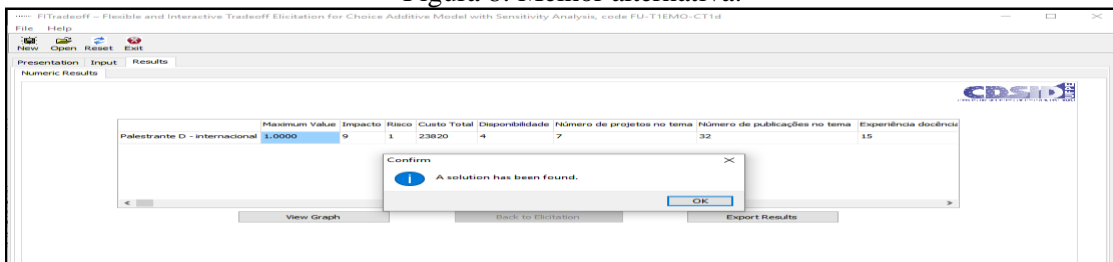 Figura 8. Melhor alternativa.
FITradeoff – Flexible and Interactive Tradeoff Elicitation for Choice Additive Model with Sensitivity Analysis, code FU-T1EMO-CT1d
File Help
New Open Reset Exit
Presentation Input Results
Numeric Results
CDSID
Maximum Value Impacto Risco Custo Total Disponibilidade Número de projetos no tema Número de publicações no tema Experiência docência
Palestrante D - internacional 1.0000 9 1 23820 4 7 32 15
Confirm
A solution has been found.
OK
View Graph Back to Elicitation Export Results